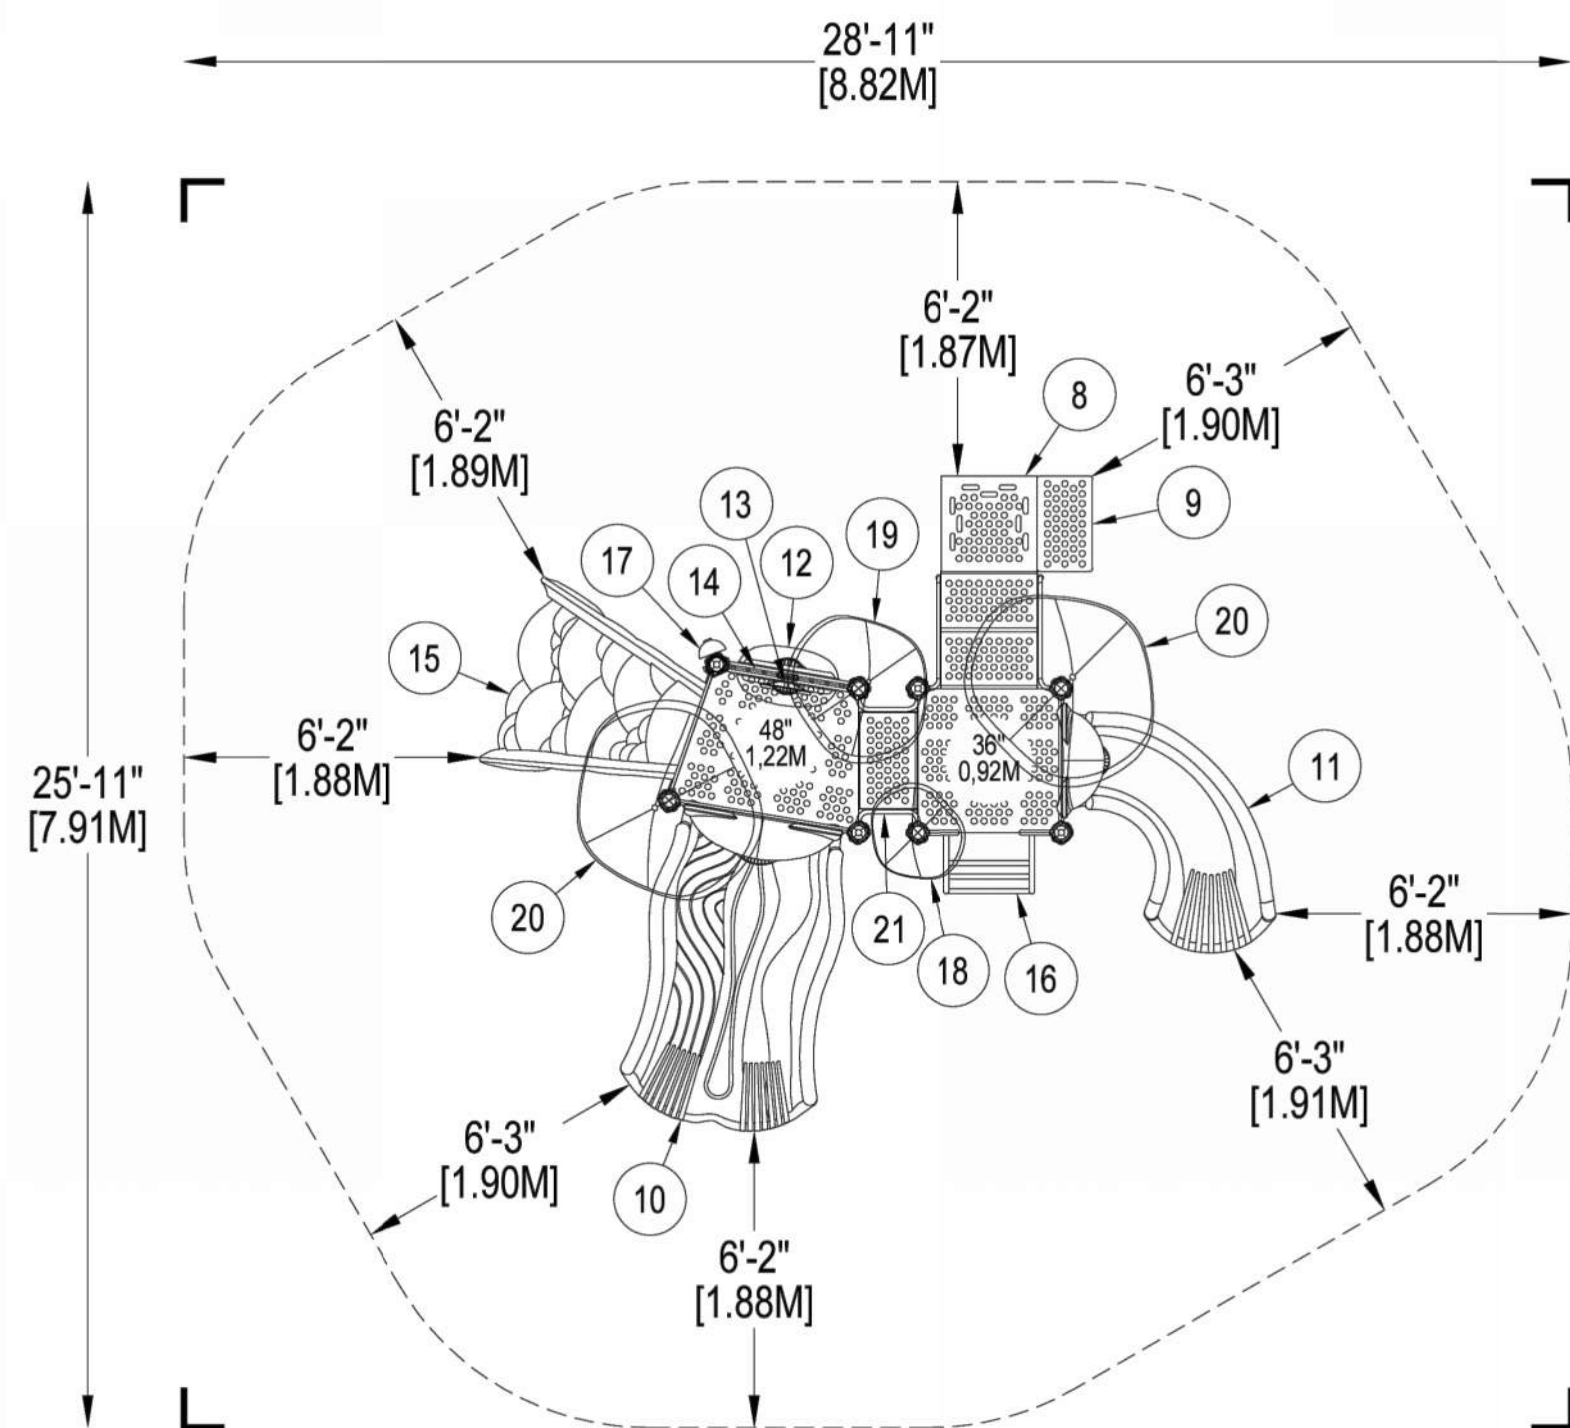 28'-11"
[8.82M]
6'-2"
[1.87M]
8
6'-3"
[1.90M]
6'-2"
[1.89M]
13
9
19
17
14
12
20
15
48"
1,22M
36"
0,92M
6'-2"
[1.88M]
11
25'-11"
[7.91M]
6'-2"
[1.88M]
20
21
18
16
6'-3"
[1.91M]
6'-3"
[1.90M]
10
6'-2"
[1.88M]